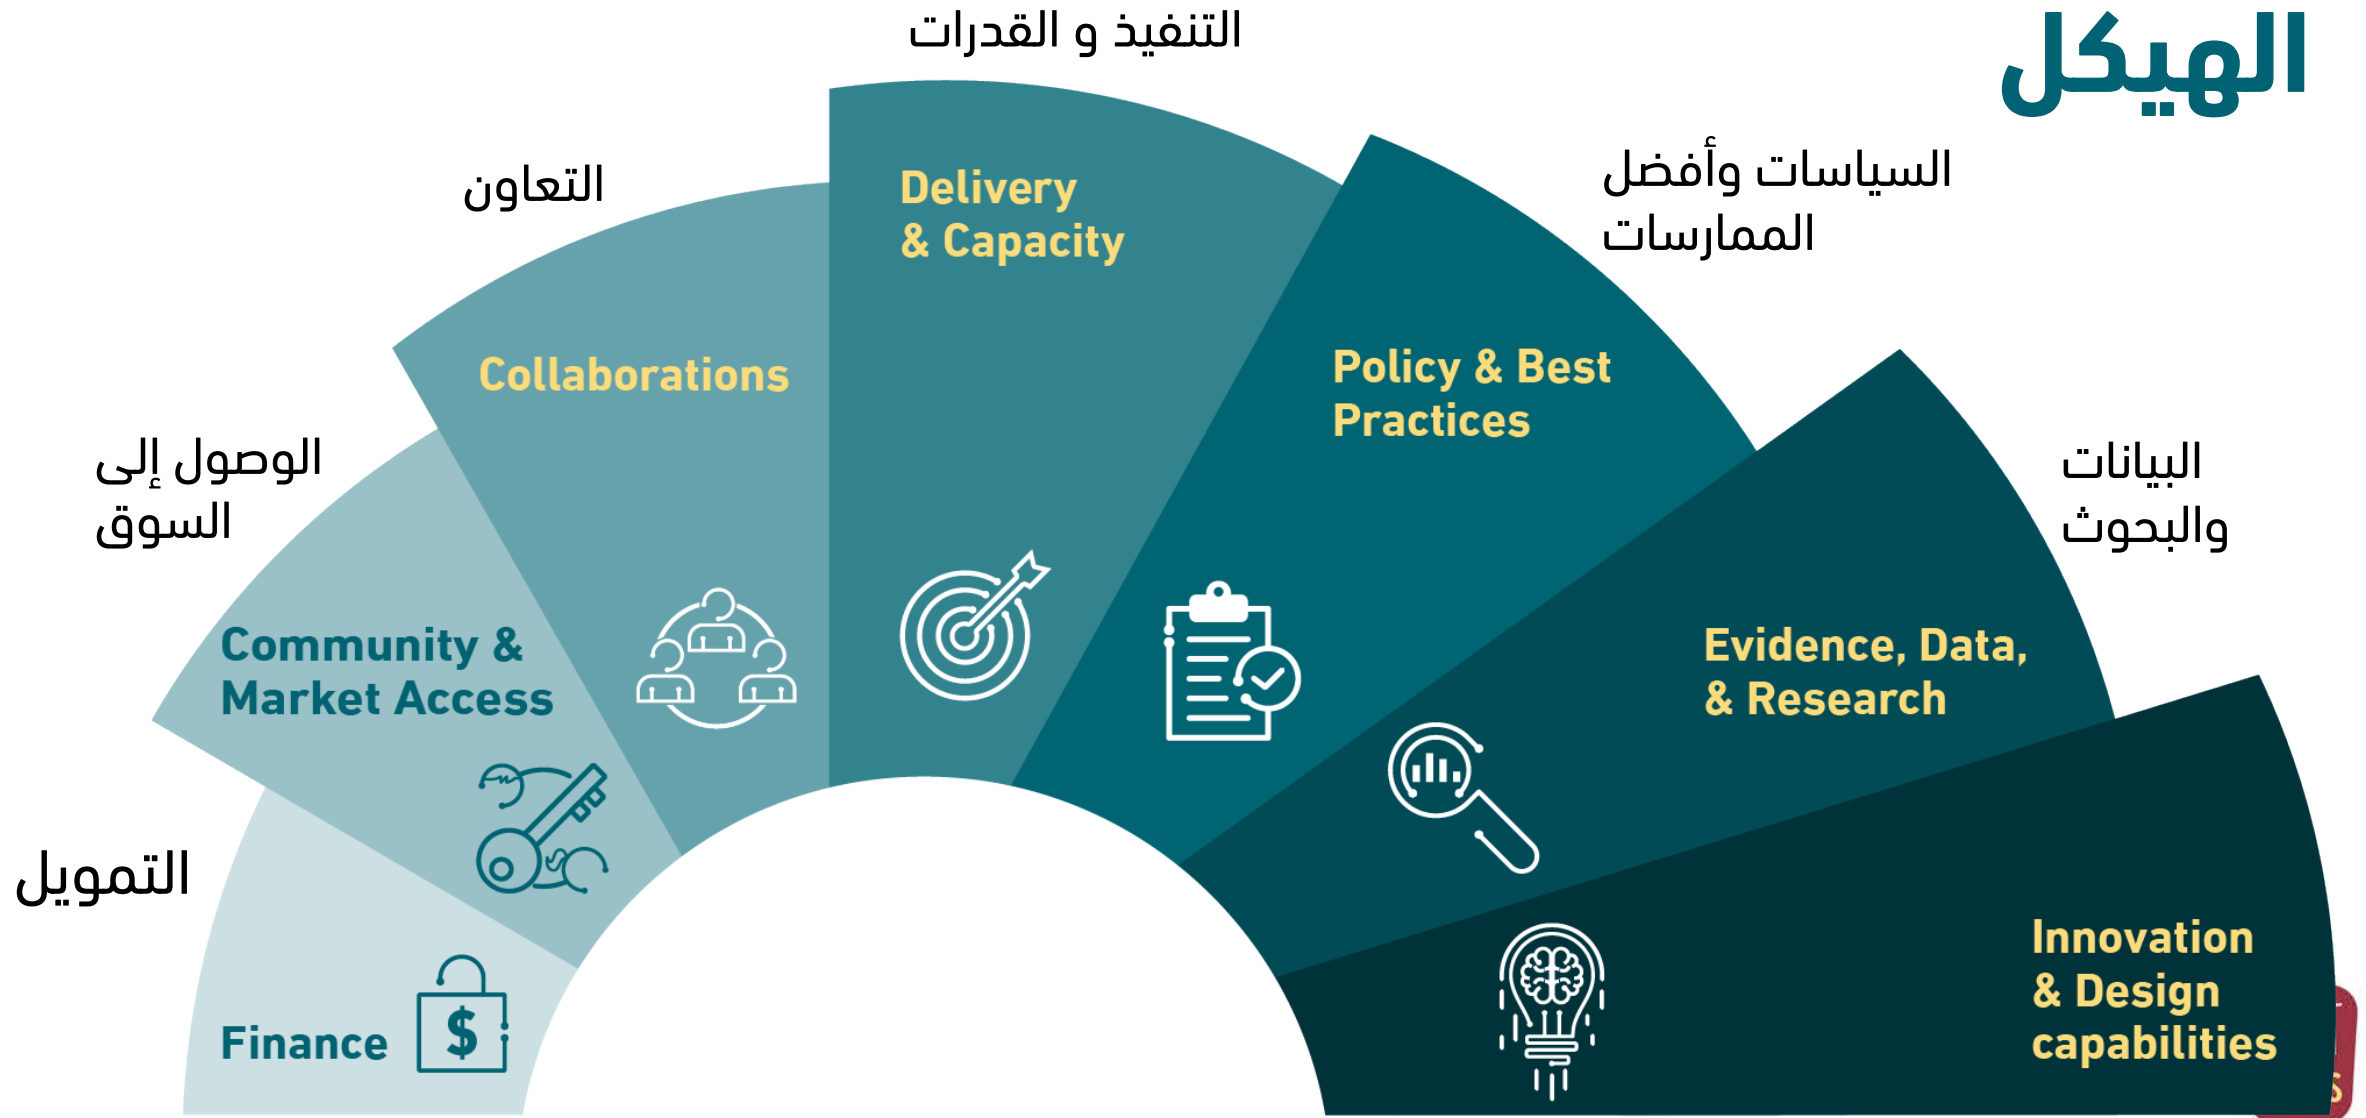 الهيكل
التنفيذ و القدرات
التعاون
السياسات وأفضل
الممارسات
الوصول إلى
السوق
البيانات
والبحوث
التمويل
Delivery
& Capacity
Collaborations
Policy & Best
Practices
Community &
Market Access
Evidence, Data,
& Research
Finance
$
Innovation
& Design
capabilities